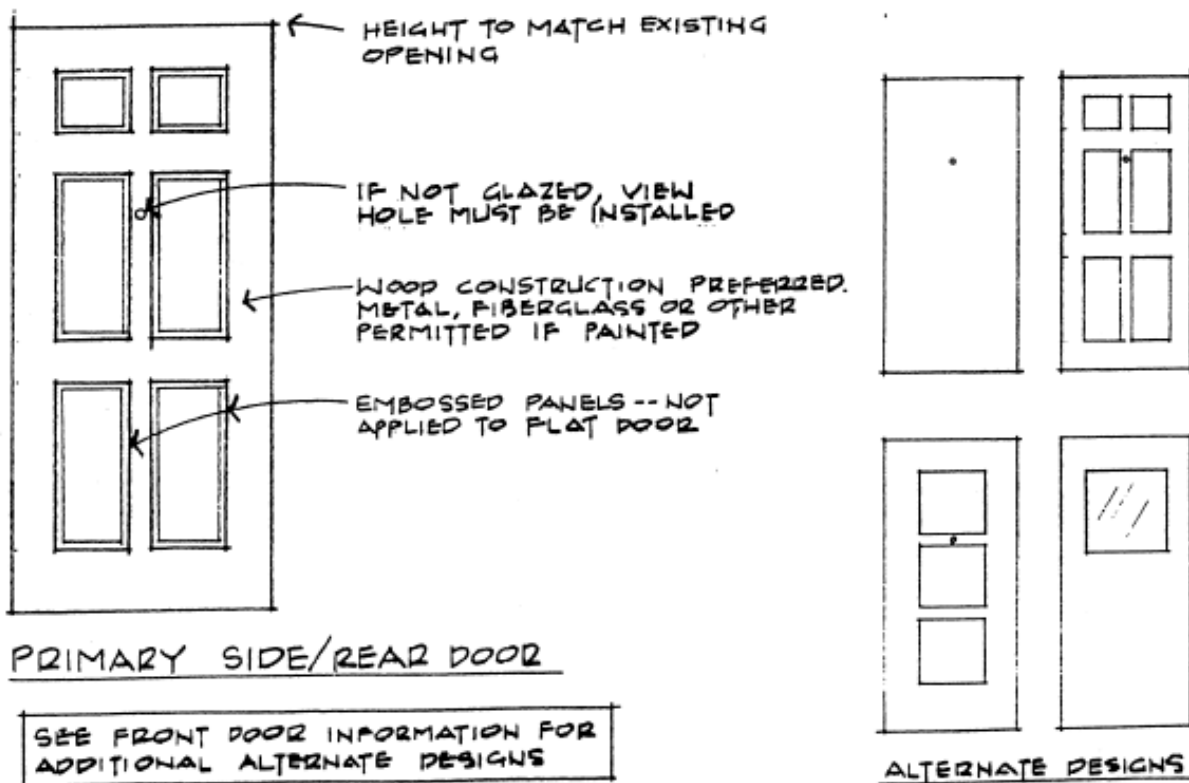 HEIGHT TO MATCH EXISTING
OPENING
IF NOT GLAZED, VIEW
HOLE MUST BE INSTALLED
WOOD CONSTRUCTION PREFERRED.
METAL, FIBERGLASS OR OTHER
PERMITTED IF PAINTED
EMBOSSED PANELS -- NOT
APPLIED TO FLAT DOOR
PRIMARY SIDE/REAR DOOR
SEE FRONT DOOR INFORMATION FOR
ADDITIONAL ALTERNATE DESIGNS
ALTERNATE DESIGNS